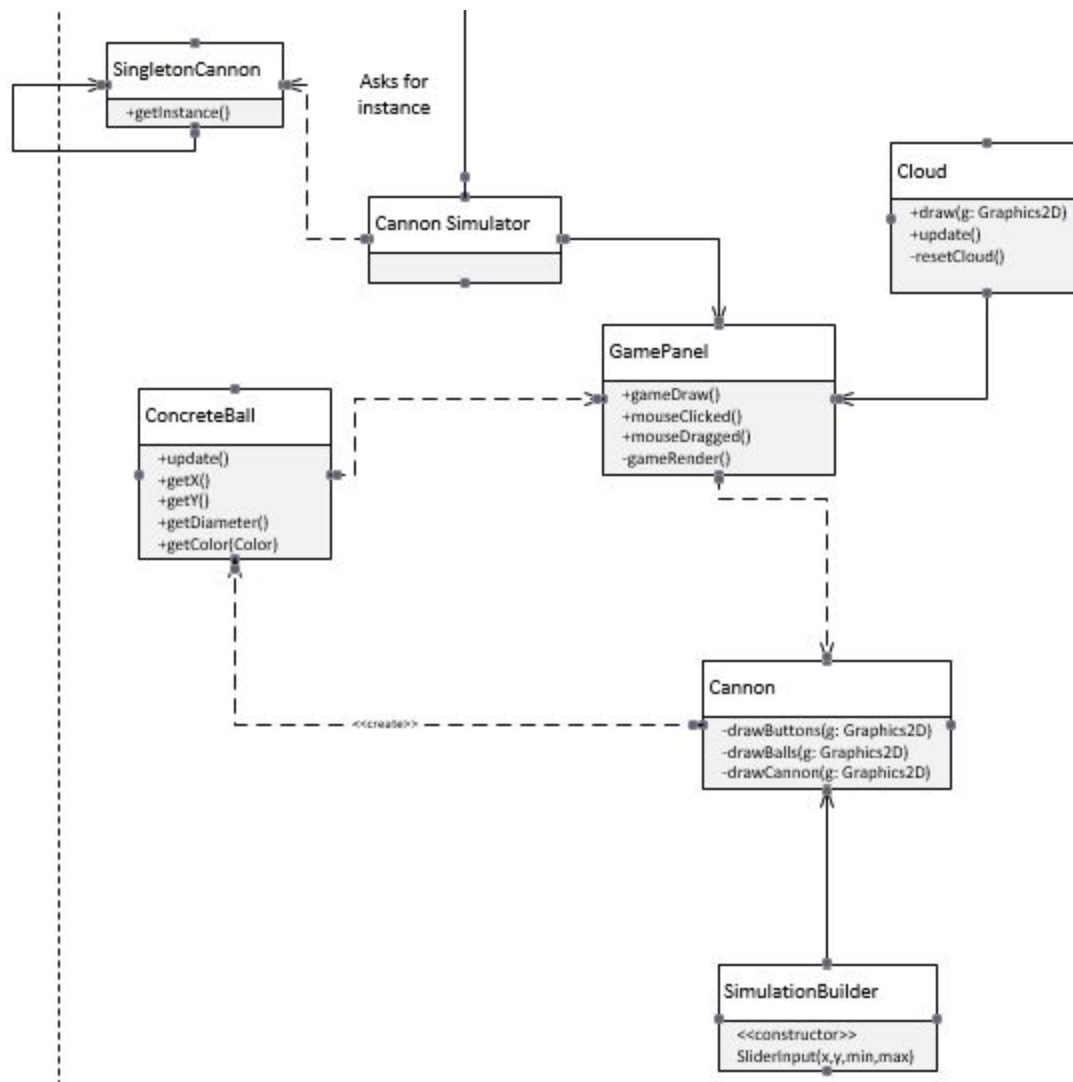 SingletonCannon
+getInstance()
Asks for
instance
Cannon Simulator
Cloud
+draw(g: Graphics2D)
+update()
-resetCloud()
GamePanel
+gameDraw()
+mouseClicked()
+mouseDragged()
-gameRender()
ConcreteBall
+update()
+getX()
+getY()
+getDiameter()
+getColor(Color)
<<create>>
Cannon
-drawButtons(g: Graphics2D)
-drawBalls(g: Graphics2D)
-drawCannon(g: Graphics2D)
SimulationBuilder
<<constructor>>
SliderInput(x,y,min,max)